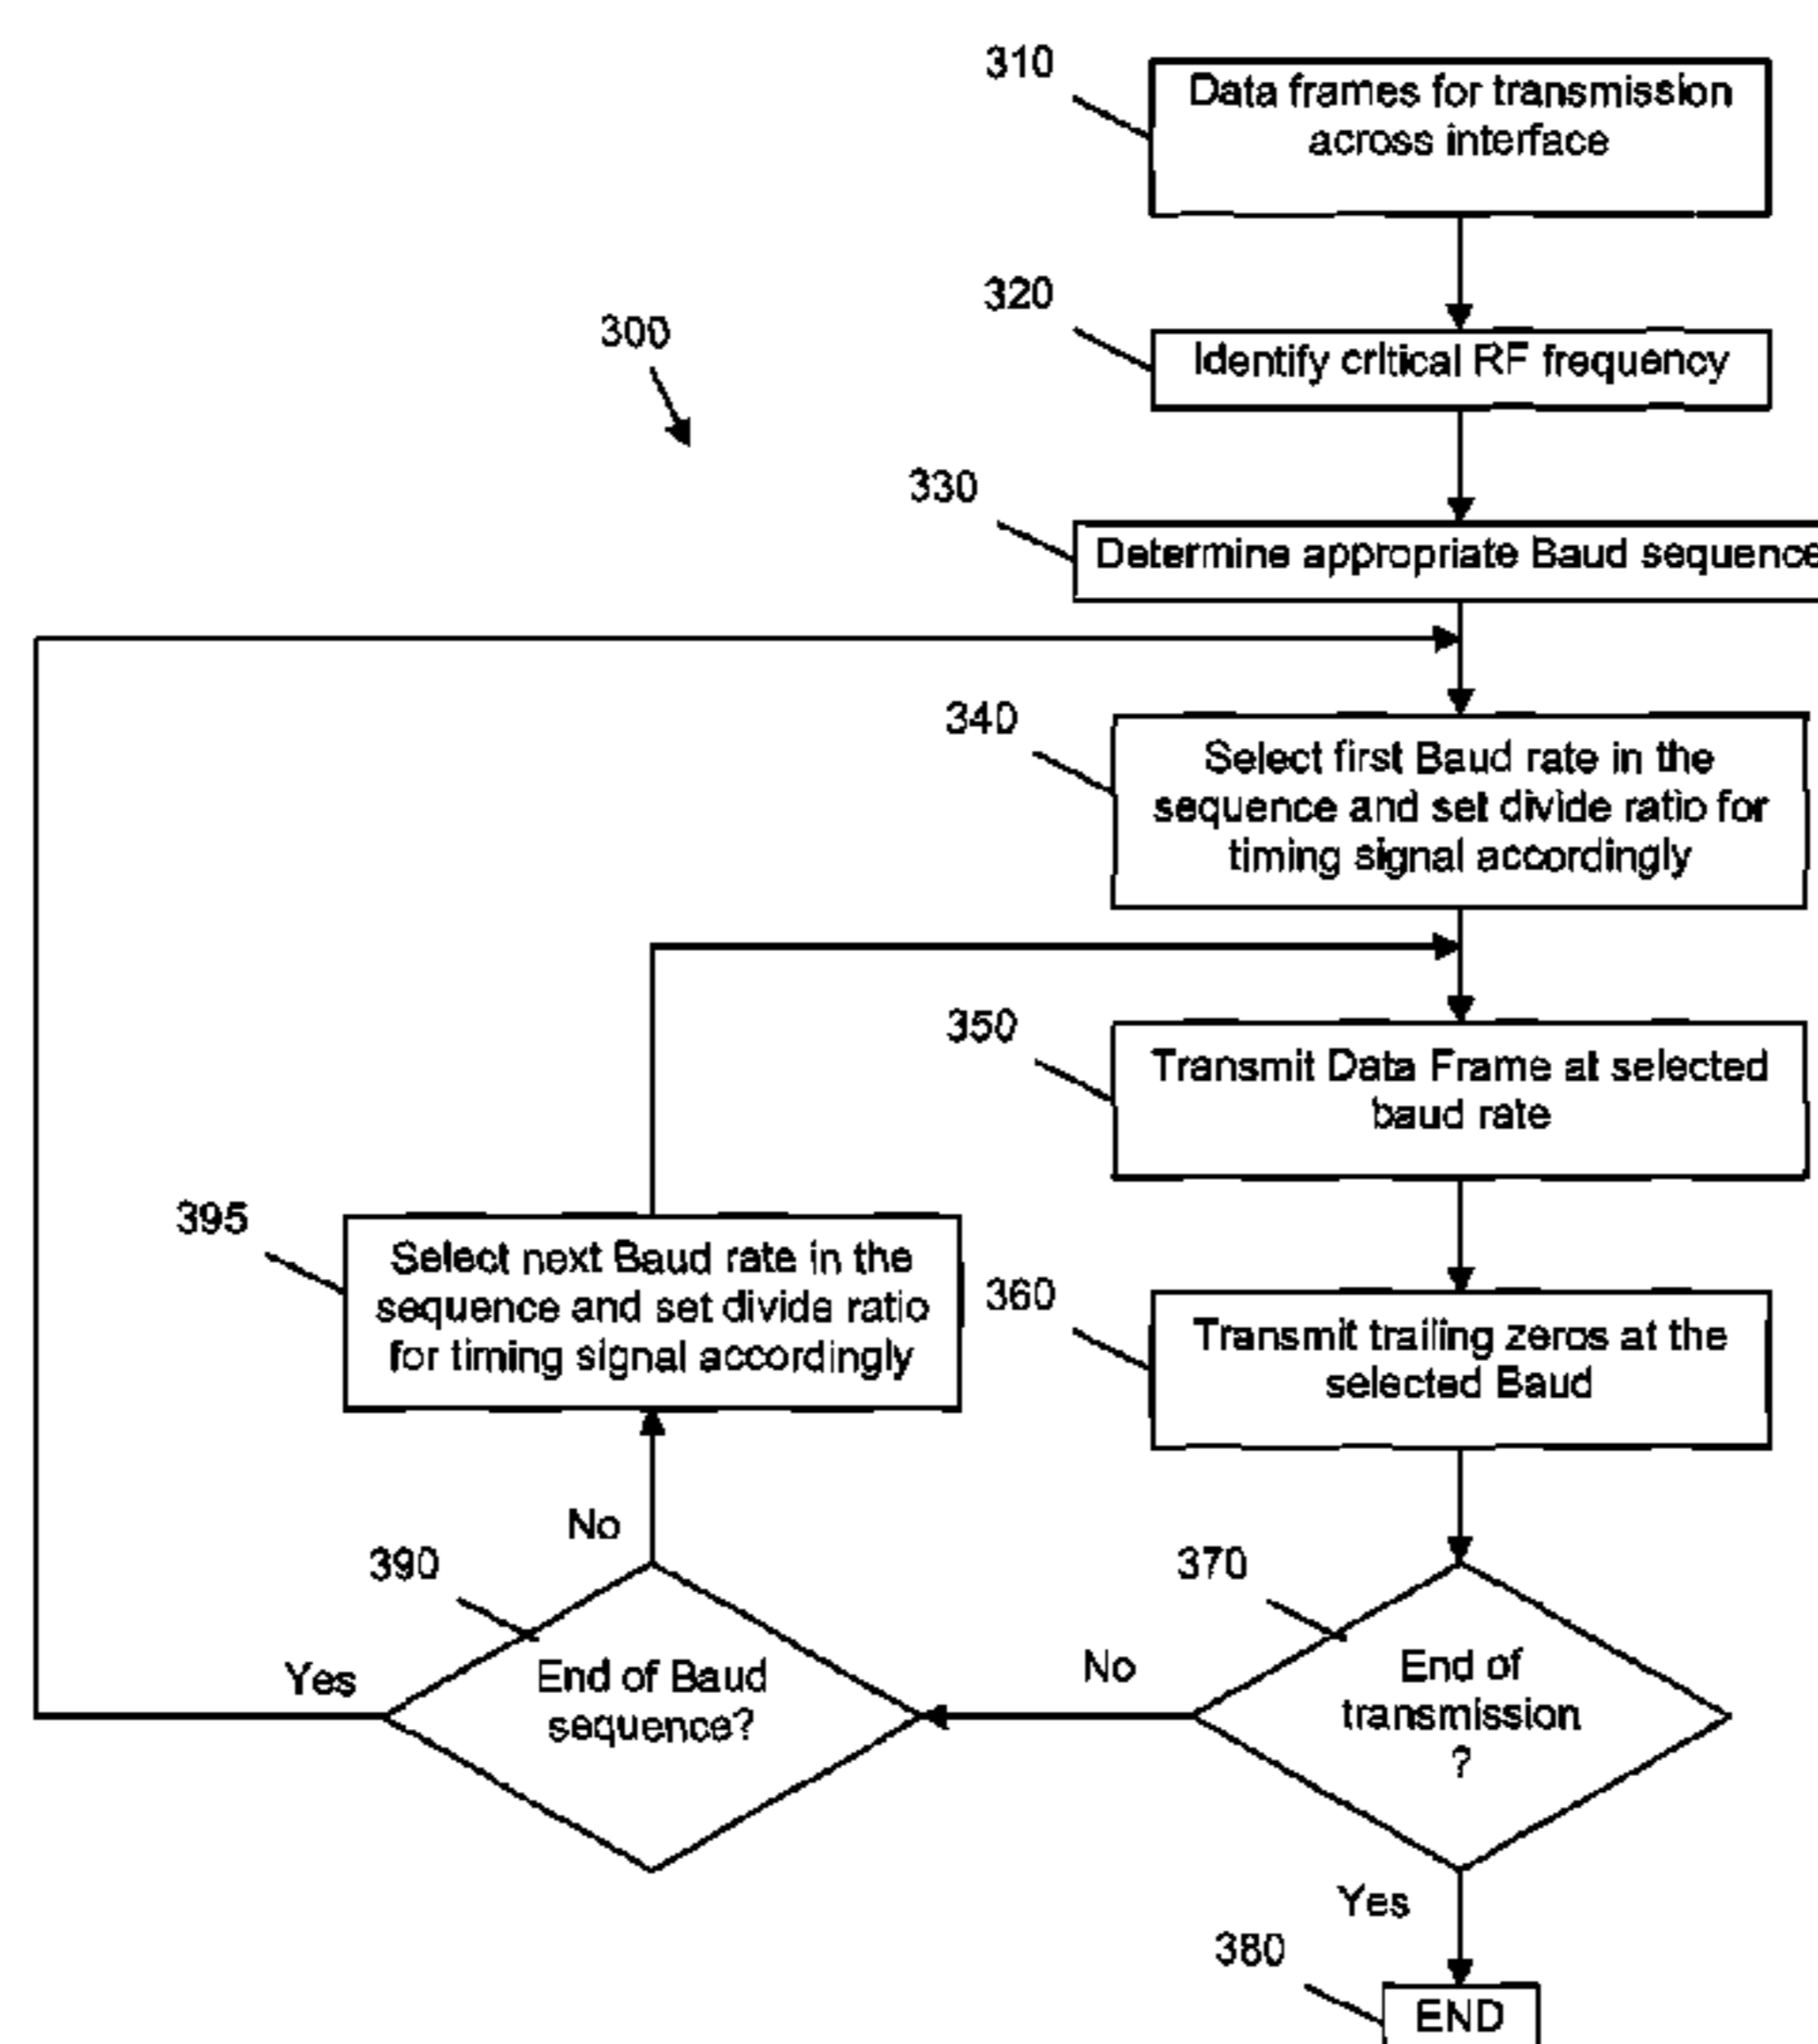 310
Data frames for transmission
across interface
320
Identify critical RF frequency
300
330
Determine appropriate Baud sequence
340
Select first Baud rate in the
sequence and set divide ratio for
timing signal accordingly
350
Transmit Data Frame at selected
baud rate
395
Select next Baud rate in the
sequence and set divide ratio
for timing signal accordingly
360
Transmit trailing zeros at the
selected Baud
No
390
370
Yes
End of Baud
sequence?
No
End of
transmission
?
Yes
380
END